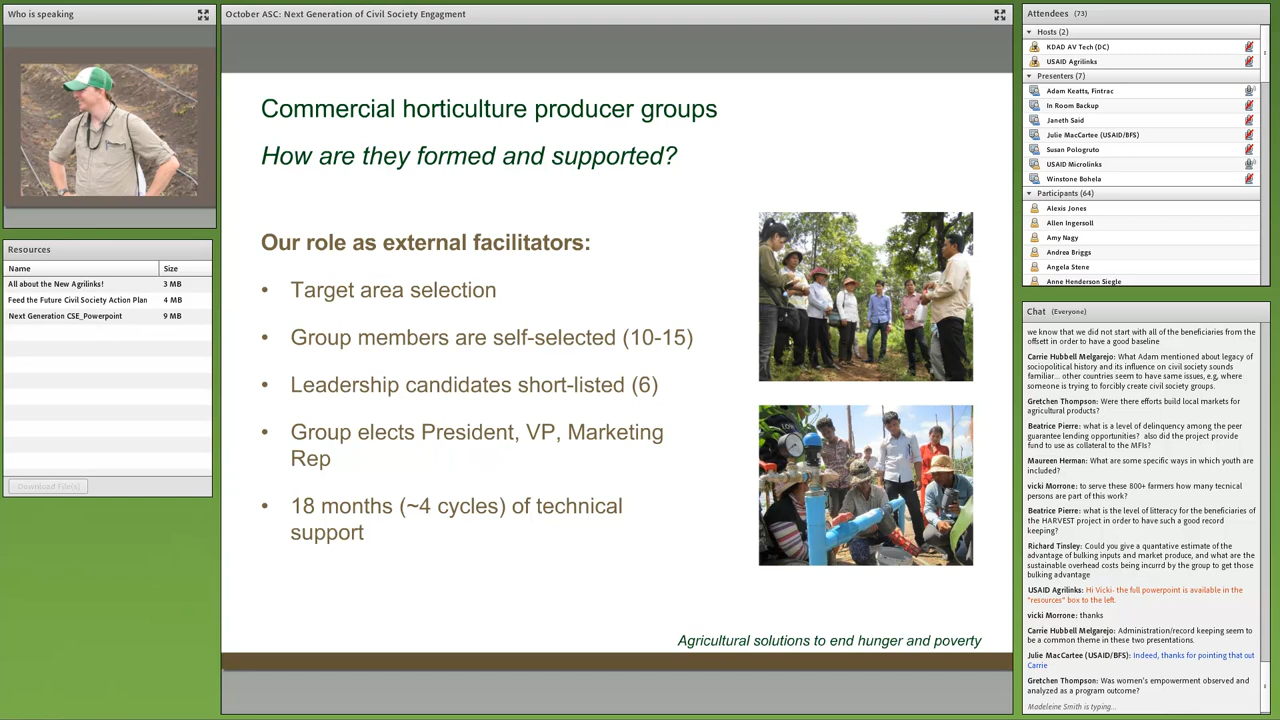 Who is speaking
October ASC: Next Generation of Civil Society Engagment
Attendees (73)
Hosts (2)
KDAD AV Tech (DC)
USAID Agrilinks
Presenters (7)
Adam Keatts, Fintrac
In Room Backup
Janeth Said
Julie MacCartee (USAID/BFS)
Susan Pologruto
USAID Microlinks
Winstone Bohela
Participants (64)
Alexis Jones
Allen Ingersoll
Amy Nagy
Andrea Briggs
Angela Stene
Anne Henderson Siegle
Resources
Name Size
All about the New Agrilinks! 3 MB
Feed the Future Civil Society Action Plan 4 MB
Next Generation CSE_Powerpoint 9 MB
Download File(s)
Commercial horticulture producer groups
How are they formed and supported?
Our role as external facilitators:
• Target area selection
• Group members are self-selected (10-15)
• Leadership candidates short-listed (6)
• Group elects President, VP, Marketing
Rep
• 18 months (~4 cycles) of technical
support
Agricultural solutions to end hunger and poverty
Chat (Everyone)
we know that we did not start with all of the beneficiaries from the
offsett in order to have a good baseline
Carrie Hubbell Melgarejo: What Adam mentioned about legacy of
sociopolitical history and its influence on civil society sounds
familiar... other countries seem to have same issues, e.g, where
someone is trying to forcibly create civil society groups.
Gretchen Thompson: Were there efforts build local markets for
agricultural products?
Beatrice Pierre: what is a level of delinquency among the peer
guarantee lending opportunities? also did the project provide
fund to use as collateral to the MFIs?
Maureen Herman: What are some specific ways in which youth are
included?
vicki Morrone: to serve these 800+ farmers how many tecnical
persons are part of this work?
Beatrice Pierre: what is the level of litteracy for the beneficiaries of
the HARVEST project in order to have such a good record
keeping?
Richard Tinsley: Could you give a quantative estimate of the
advantage of bulking inputs and market produce, and what are the
sustainable overhead costs being incurrd by the group to get those
bulking advantage
USAID Agrilinks: Hi Vicki- the full powerpoint is available in the
"resources" box to the left.
vicki Morrone: thanks
Carrie Hubbell Melgarejo: Administration/record keeping seem to
be a common theme in these two presentations.
Julie MacCartee (USAID/BFS): Indeed, thanks for pointing that out
Carrie
Gretchen Thompson: Was women's empowerment observed and
analyzed as a program outcome?
Madeleine Smith is typing...